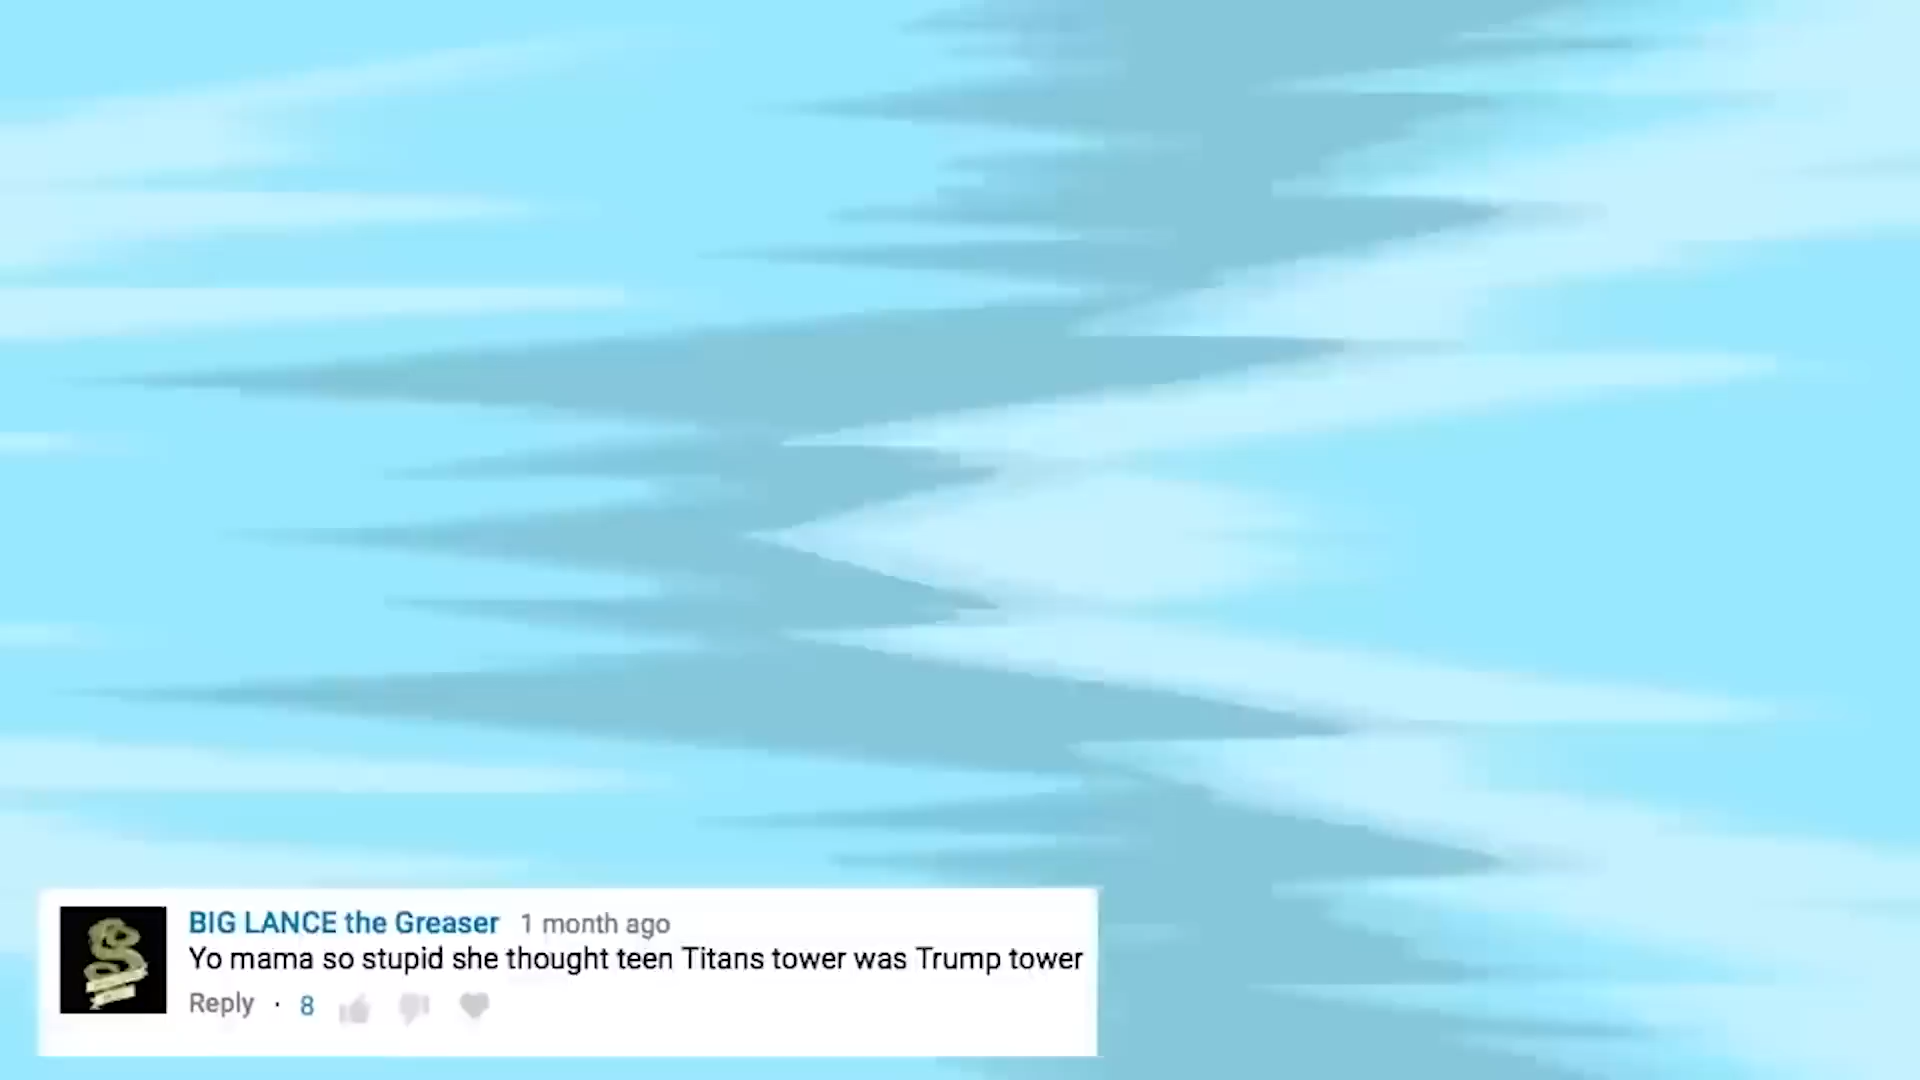 BIG LANCE the Greaser 1 month ago
Yo mama so stupid she thought teen Titans tower was Trump tower
Reply · 8